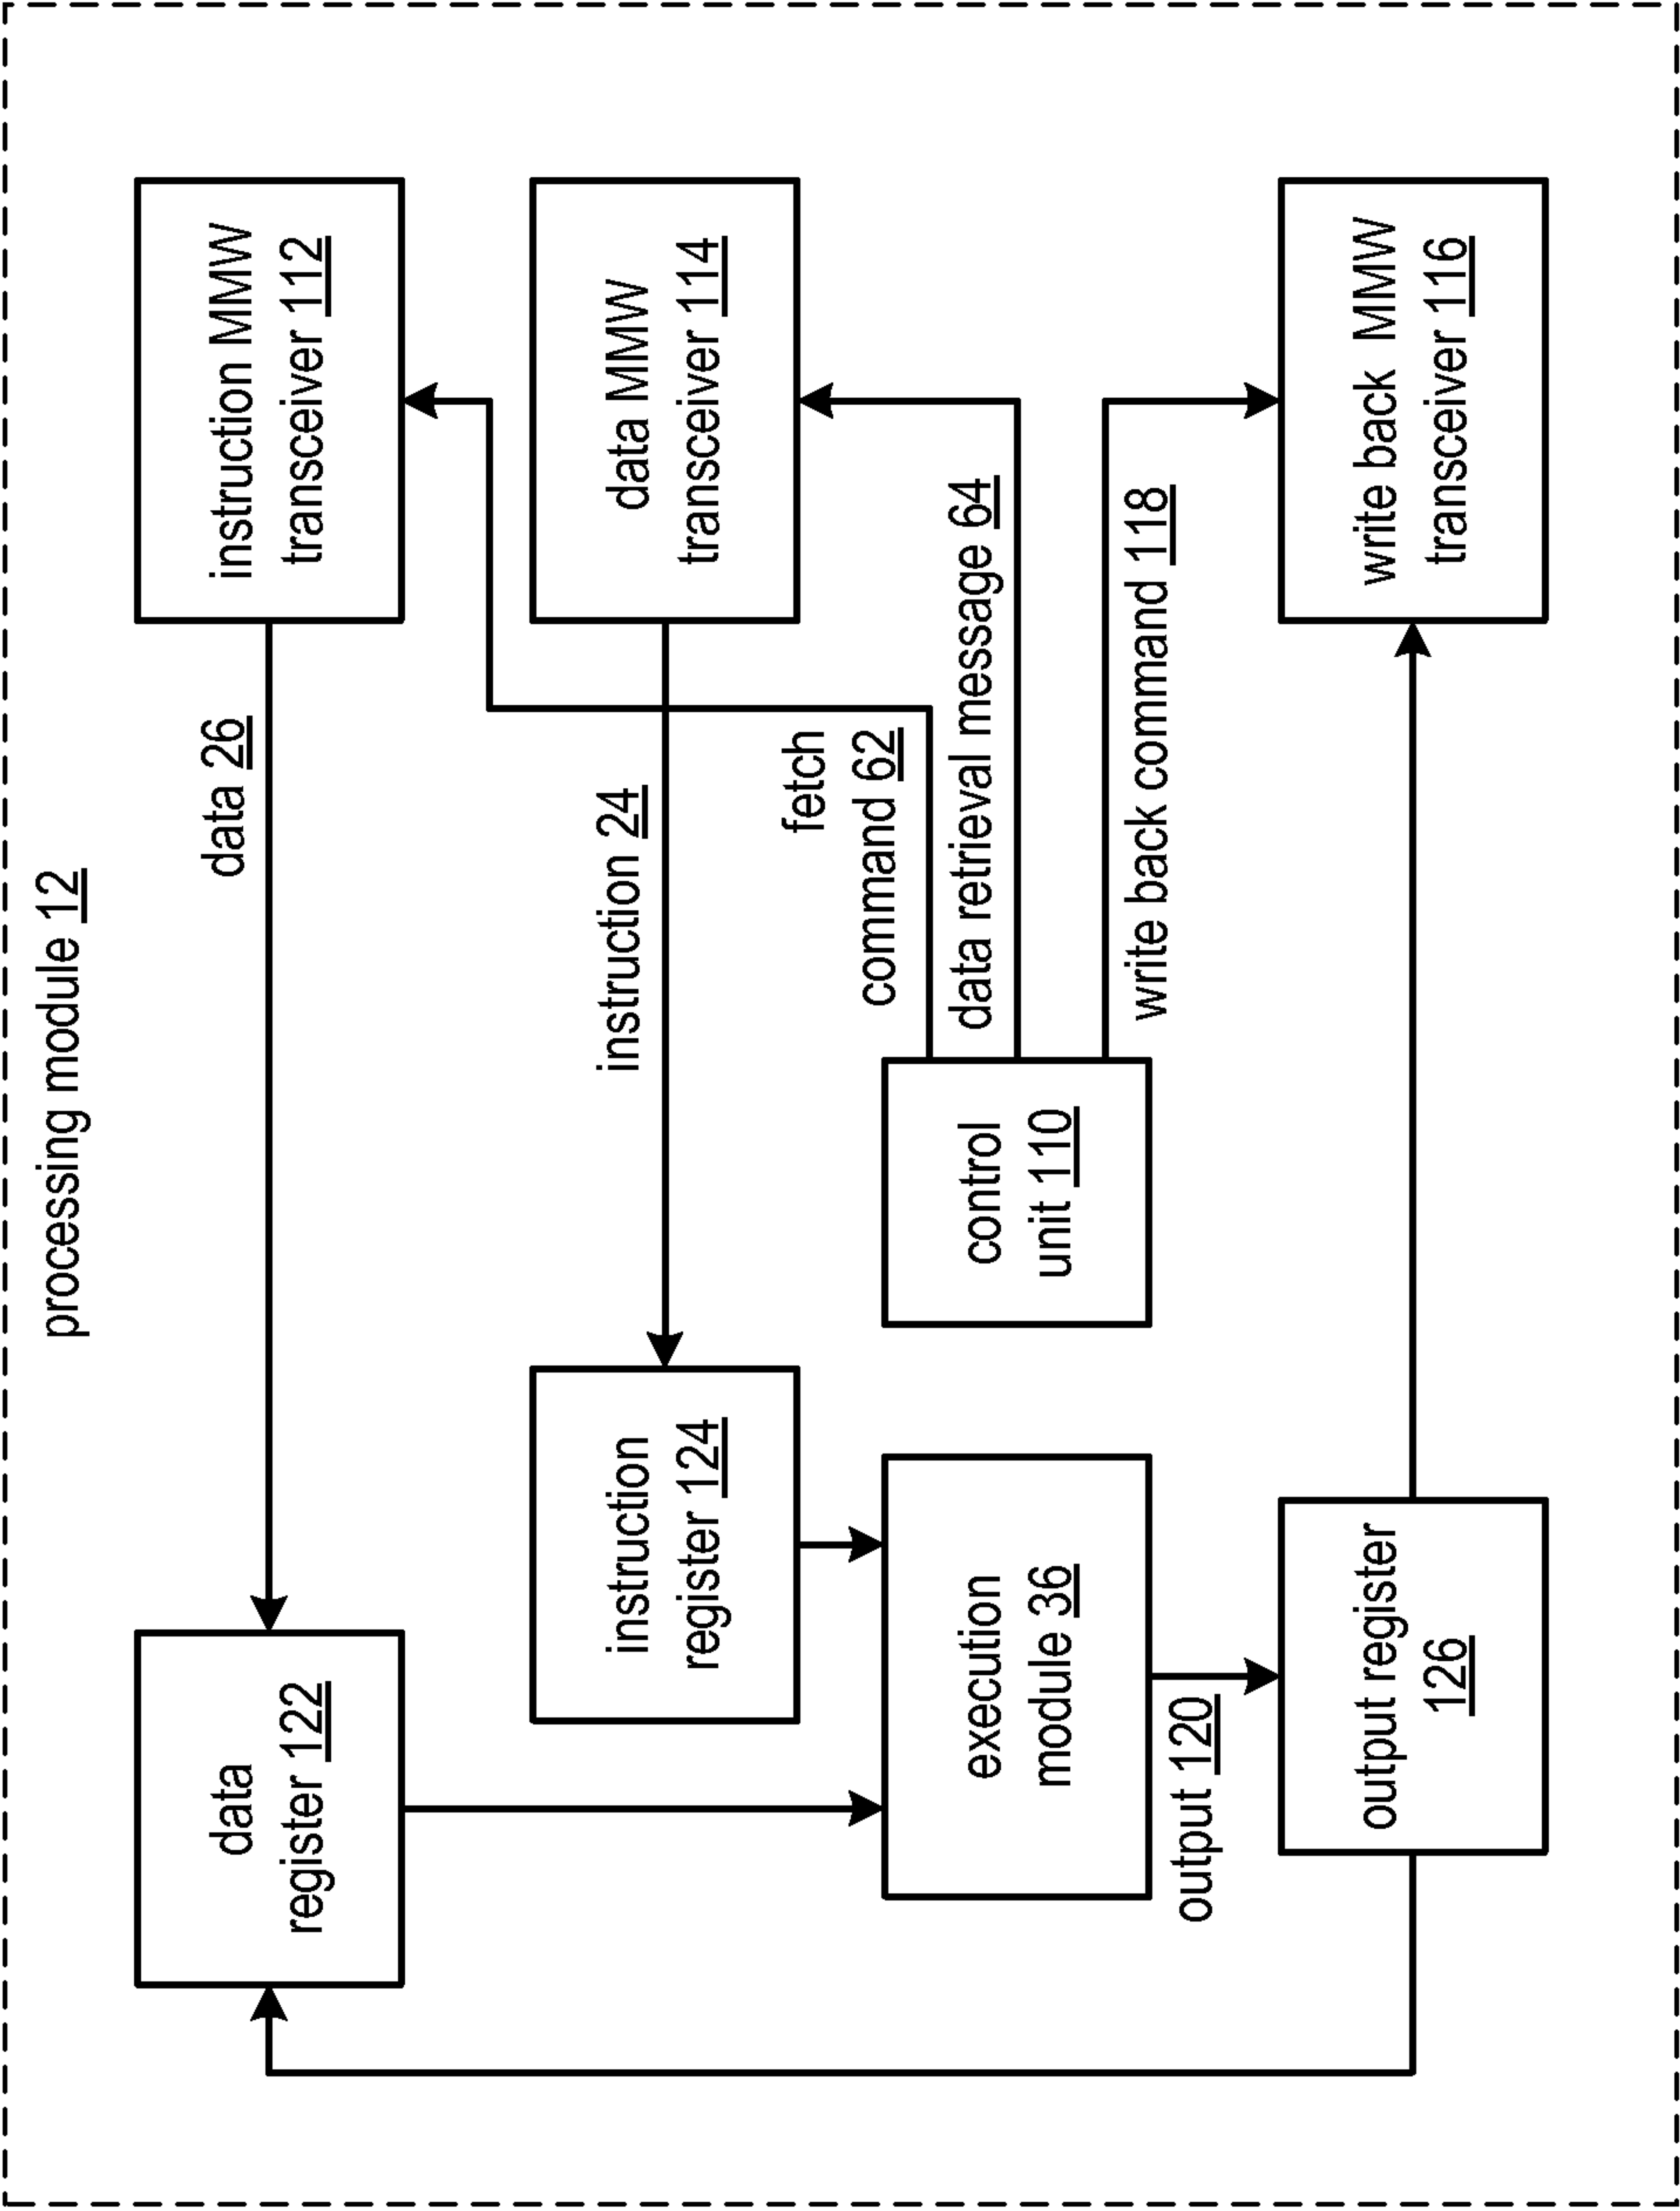 processing module 12
instruction MMW
transceiver 112
data 26
data
register 122
data MMW
transceiver 114
instruction 24
instruction
register 124
fetch
command 62
data retrieval message 64
write back command 118
control
unit 110
execution
module 36
output 120
write back MMW
transceiver 116
output register
126